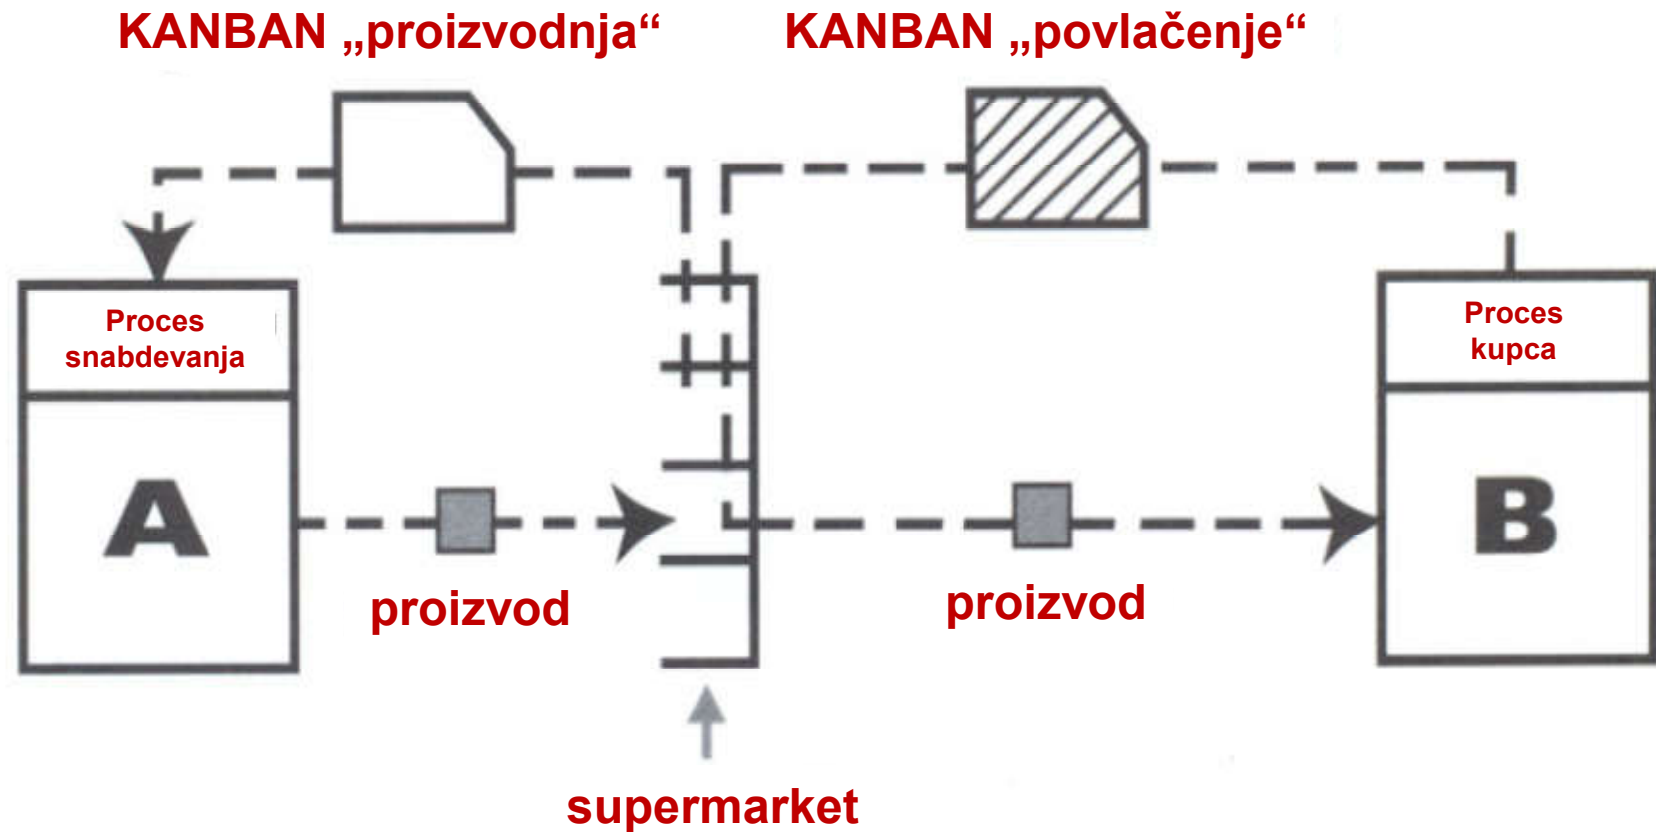 KANBAN „proizvodnja“
KANBAN „povlačenje“
Proces
snabdevanja
Proces
kupca
A
B
proizvod
proizvod
supermarket